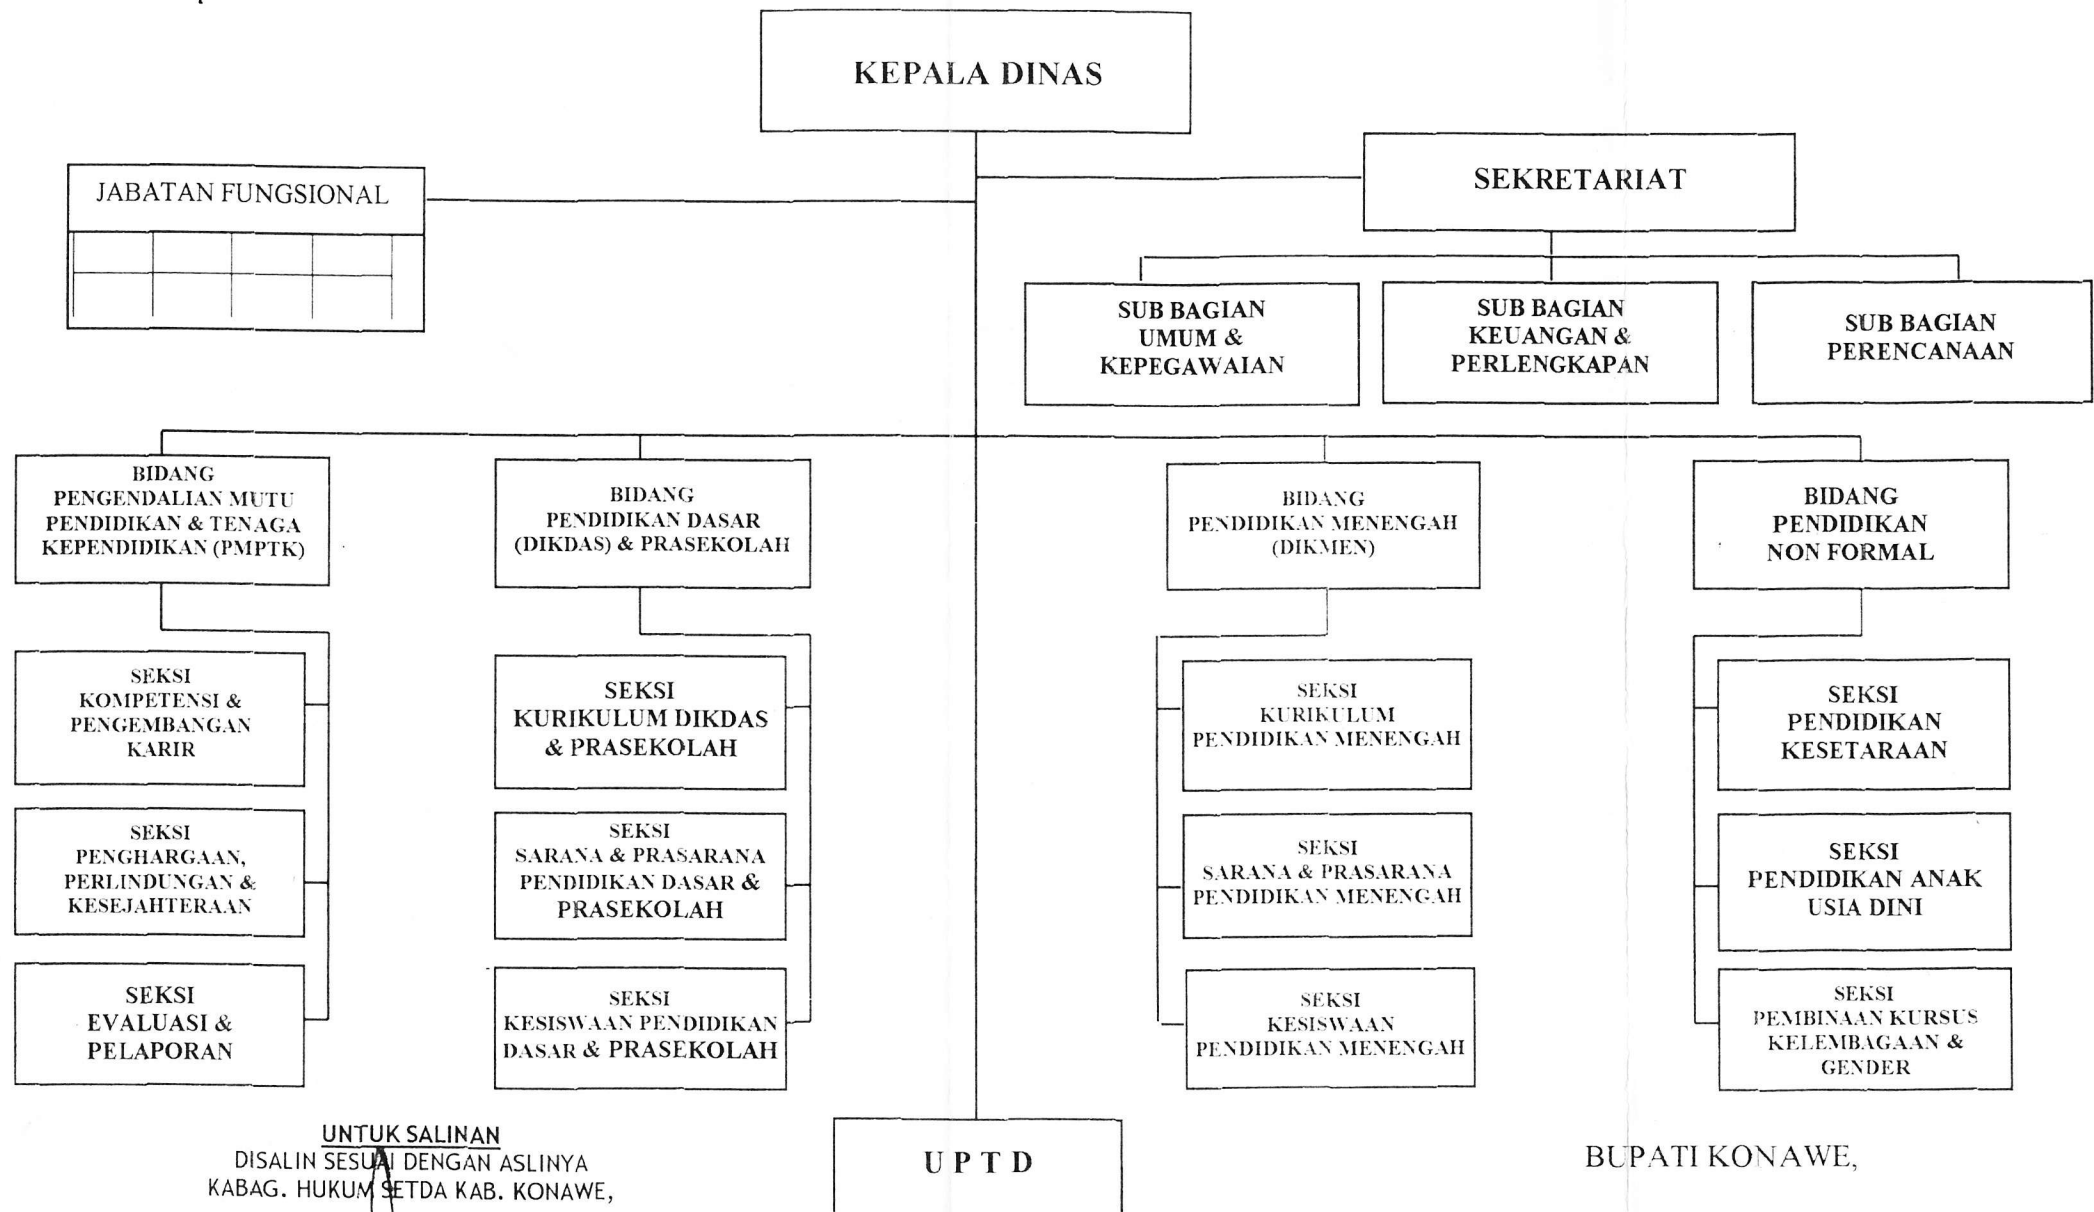 KEPALA DINAS
JABATAN FUNGSIONAL
SEKRETARIAT
SUB BAGIAN
UMUM &
KEPEGAWAIAN
SUB BAGIAN
KEUANGAN &
PERLENGKAPAN
SUB BAGIAN
PERENCANAAN
BIDANG
PENGENDALIAN MUTU
PENDIDIKAN & TENAGA
KEPENDIDIKAN (PMPTK)
BIDANG
PENDIDIKAN DASAR
(DIKDAS) & PRASEKOLAH
BIDANG
PENDIDIKAN MENENGAH
(DIKMEN)
BIDANG
PENDIDIKAN
NON FORMAL
SEKSI
KOMPETENSI &
PENGEMBANGAN
KARIR
SEKSI
KURIKULUM DIKDAS
& PRASEKOLAH
SEKSI
KURIKULUM
PENDIDIKAN MENENGAH
SEKSI
PENDIDIKAN
KESETARAAN
SEKSI
PENGHARGAAN,
PERLINDUNGAN &
KESEJAHTERAAN
SEKSI
SARANA & PRASARANA
PENDIDIKAN DASAR &
PRASEKOLAH
SEKSI
SARANA & PRASARANA
PENDIDIKAN MENENGAH
SEKSI
PENDIDIKAN ANAK
USIA DINI
SEKSI
EVALUASI &
PELAPORAN
SEKSI
KESISWAAN PENDIDIKAN
DASAR & PRASEKOLAH
SEKSI
KESISWAAN
PENDIDIKAN MENENGAH
SEKSI
PEMBINAAN KURSUS
KELEMBAGAAN &
GENDER
UNTUK SALINAN
DISALIN SESUAI DENGAN ASLINYA
KABAG. HUKUM SETDA KAB. KONAWE,
U P T D
BUPATI KONAWE,